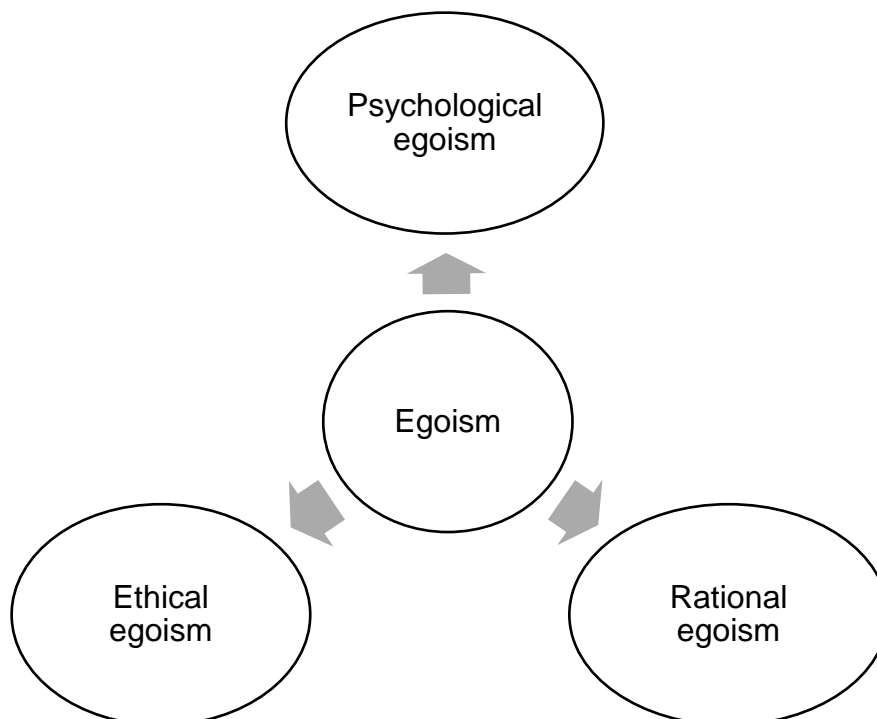 Psychological
egoism
Egoism
Ethical
egoism
Rational
egoism